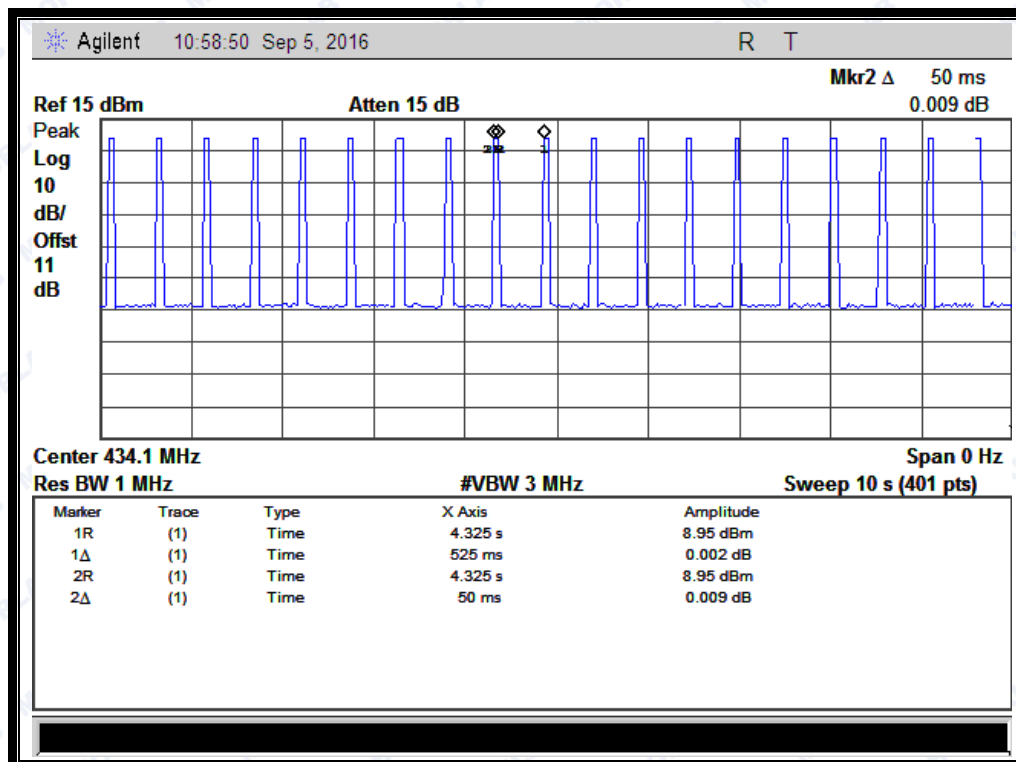 Agilent 10:58:50 Sep 5, 2016 R T
Mkr2 Δ 50 ms
Ref 15 dBm Atten 15 dB 0.009 dB
Peak
Log
10
dB/
Offst
11
dB
1
Center 434.1 MHz Span 0 Hz
Res BW 1 MHz #VBW 3 MHz Sweep 10 s (401 pts)
Marker Trace Type X Axis Amplitude
1R (1) Time 4.325 s 8.95 dBm
1Δ (1) Time 525 ms 0.002 dB
2R (1) Time 4.325 s 8.95 dBm
2Δ (1) Time 50 ms 0.009 dB